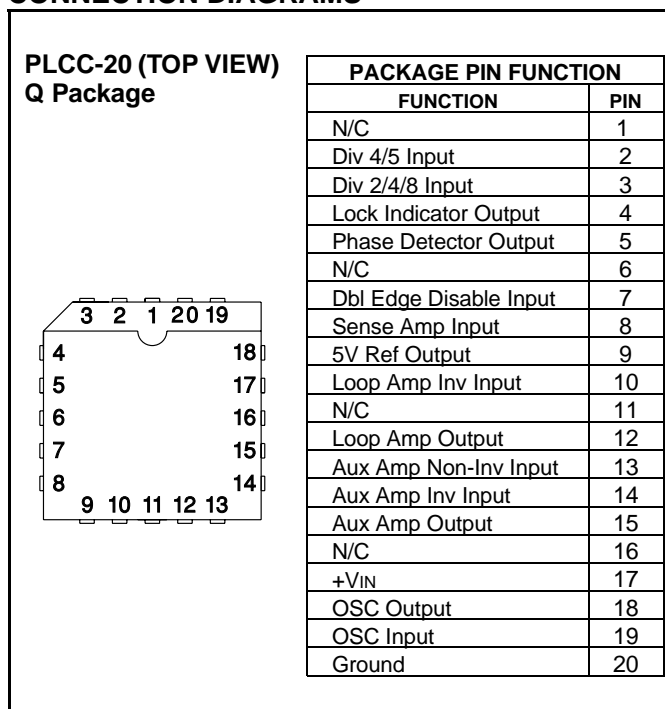 CONNECTION DIAGRAMS
PLCC-20 (TOP VIEW)
Q Package
3 2 1 20 19
4 18
5 17
6 16
7 15
8 14
9 10 11 12 13
PACKAGE PIN FUNCTION
FUNCTION PIN
N/C 1
Div 4/5 Input 2
Div 2/4/8 Input 3
Lock Indicator Output 4
Phase Detector Output 5
N/C 6
Dbl Edge Disable Input 7
Sense Amp Input 8
5V Ref Output 9
Loop Amp Inv Input 10
N/C 11
Loop Amp Output 12
Aux Amp Non-Inv Input 13
Aux Amp Inv Input 14
Aux Amp Output 15
N/C 16
+VIN 17
OSC Output 18
OSC Input 19
Ground 20